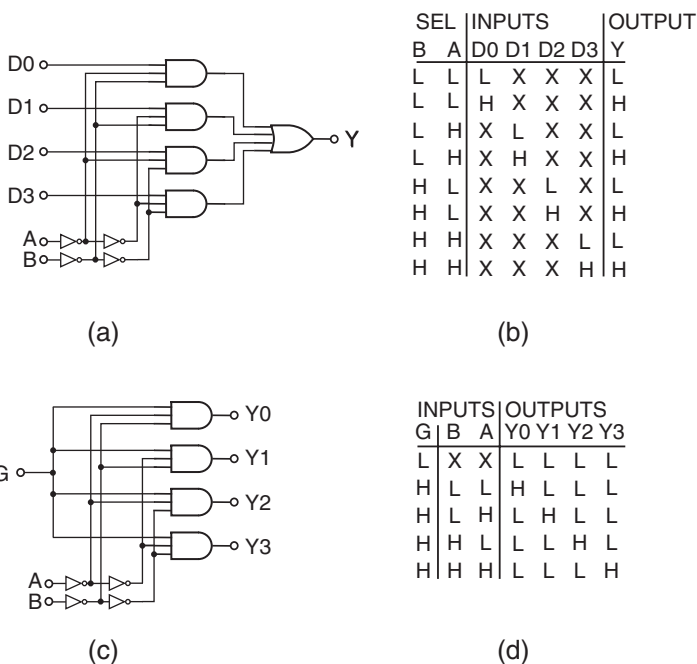 D0
D1
D2
D3
A
B
Y
(a)
SEL INPUTS OUTPUT
B A D0 D1 D2 D3 Y
L L L X X X L
L L H X X X H
L H X L X X L
L H X H X X H
H L X X L X L
H L X X H X H
H H X X X L L
H H X X X H H
(b)
G
A
B
Y0
Y1
Y2
Y3
(c)
INPUTS OUTPUTS
G B A Y0 Y1 Y2 Y3
L X X L L L L
H L L H L L L
H L H L H L L
H H L L L H L
H H H L L L H
(d)